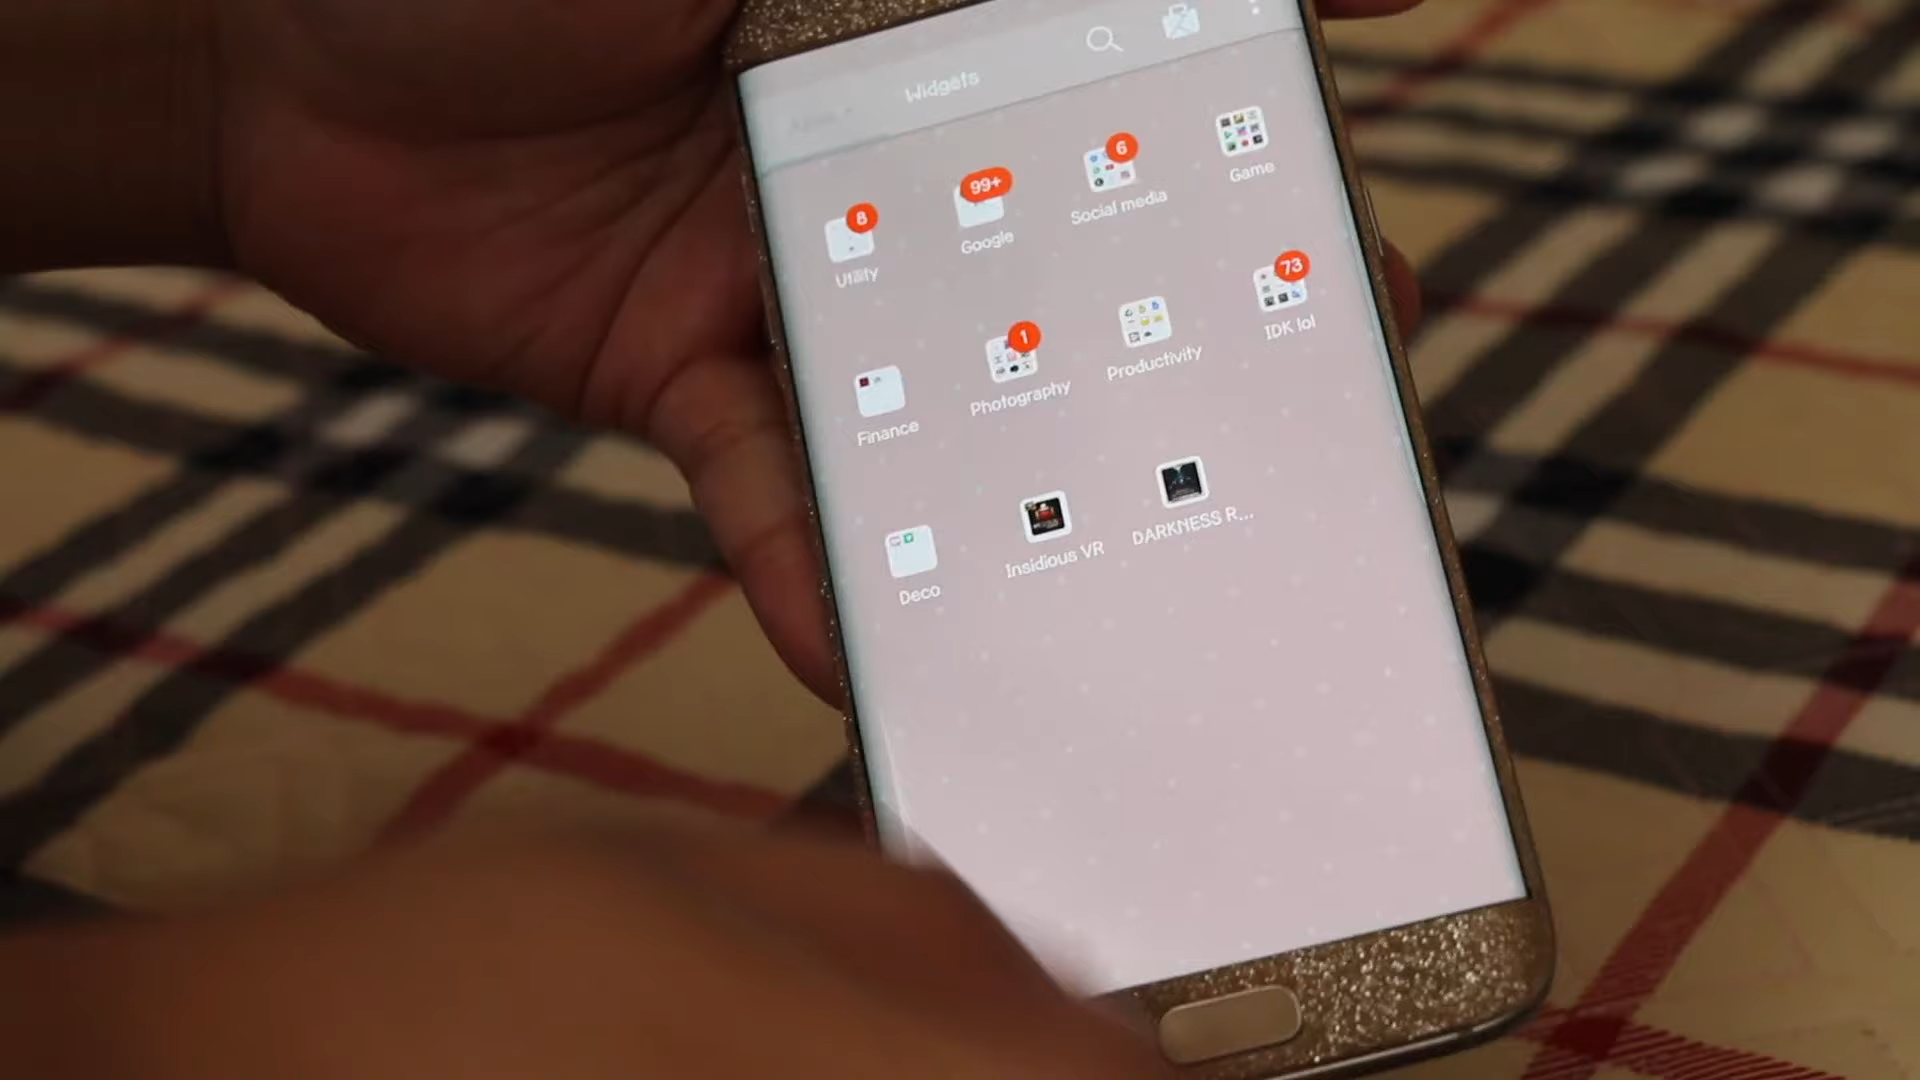 Widgets
8
99+
6
Utility
Google
Social media
Game
1
73
Finance
Photography
Productivity
IDK lol
Deco
Insidious VR
DARKNESS R...